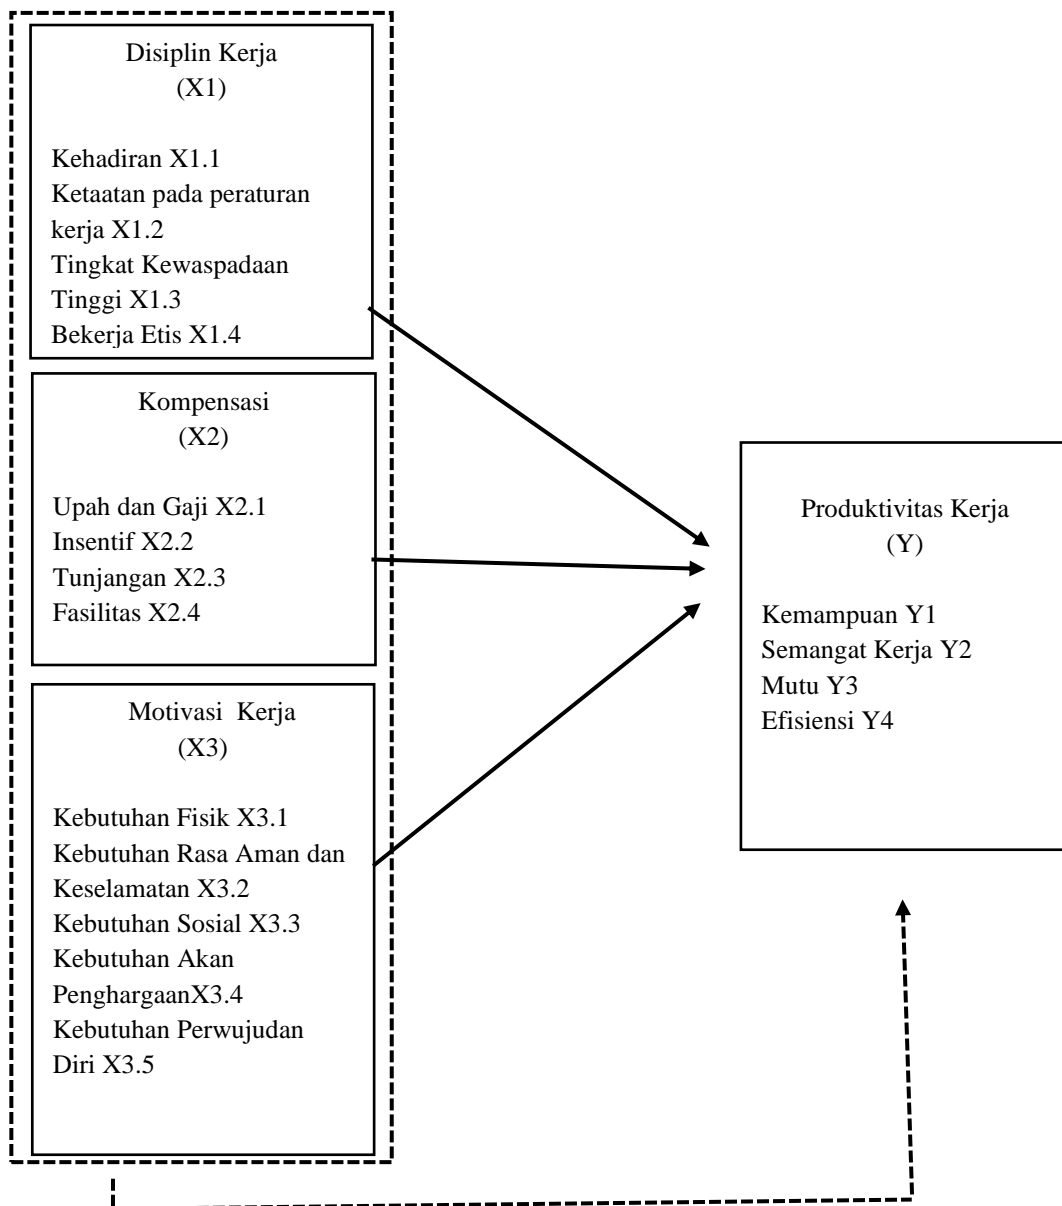 Disiplin Kerja
(X1)
Kehadiran X1.1
Ketaatan pada peraturan
kerja X1.2
Tingkat Kewaspadaan
Tinggi X1.3
Bekerja Etis X1.4
Kompensasi
(X2)
Upah dan Gaji X2.1
Insentif X2.2
Tunjangan X2.3
Fasilitas X2.4
Motivasi  Kerja
(X3)
Kebutuhan Fisik X3.1
Kebutuhan Rasa Aman dan
Keselamatan X3.2
Kebutuhan Sosial X3.3
Kebutuhan Akan
PenghargaanX3.4
Kebutuhan Perwujudan
Diri X3.5
Produktivitas Kerja
(Y)
Kemampuan Y1
Semangat Kerja Y2
Mutu Y3
Efisiensi Y4